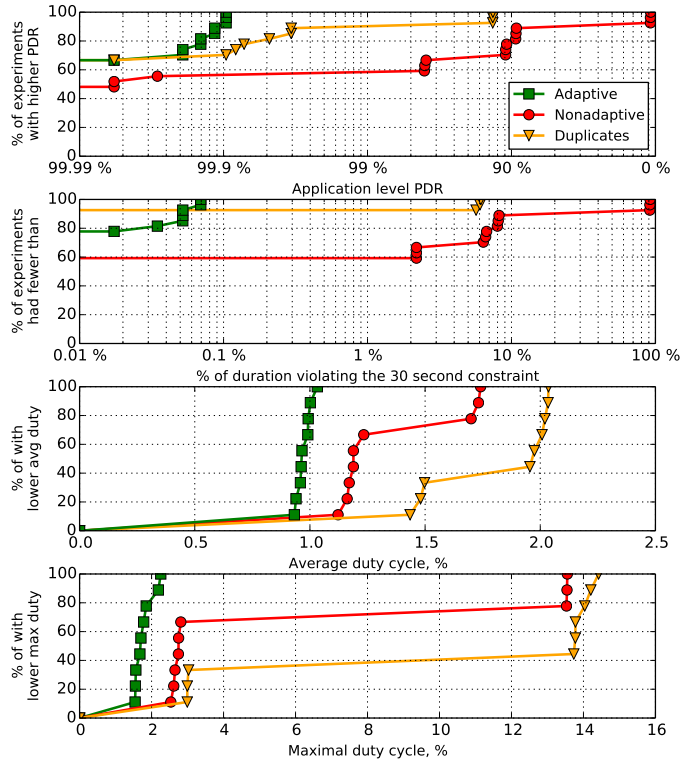 % of experiments
with higher PDR
100
80
60
40
20
0
Adaptive
Nonadaptive
Duplicates
99.99 % 99.9 % 99 % 90 % 0 %
Application level PDR
% of experiments
had fewer than
100
80
60
40
20
0
0.01 % 0.1 % 1 % 10 % 100 %
% of duration violating the 30 second constraint
% of with
lower avg duty
100
80
60
40
20
0
0.0 0.5 1.0 1.5 2.0 2.5
Average duty cycle, %
% of with
lower max duty
100
80
60
40
20
0
0 2 4 6 8 10 12 14 16
Maximal duty cycle, %